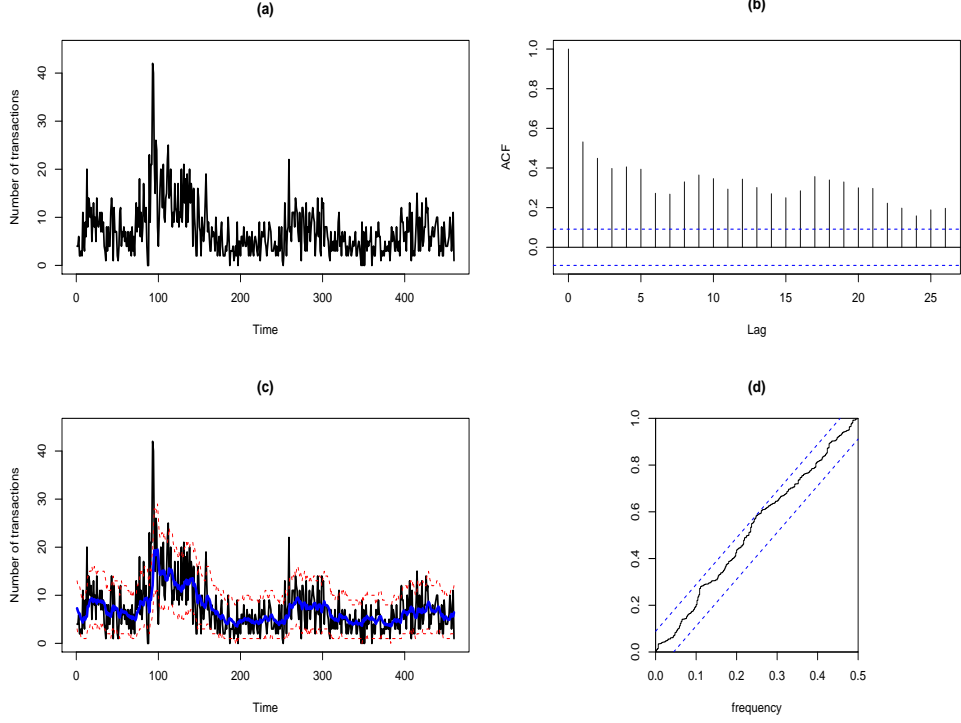 (a)
Number of transactions
0 10 20 30 40
0 100 200 300 400
Time
(b)
ACF
0.0 0.2 0.4 0.6 0.8 1.0
0 5 10 15 20 25
Lag
(c)
Number of transactions
0 10 20 30 40
0 100 200 300 400
Time
(d)
0.0 0.2 0.4 0.6 0.8 1.0
0.0 0.1 0.2 0.3 0.4 0.5
frequency